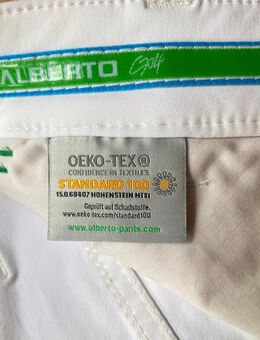 ALBERTO Golf
OEKO-TEX®
CONFIDENCE IN TEXTILES
STANDARD 100
15.0.68407 HOHENSTEIN HTTI
Geprüft auf Schadstoffe.
www.oeko-tex.com/standard100
www.alberto-pants.com